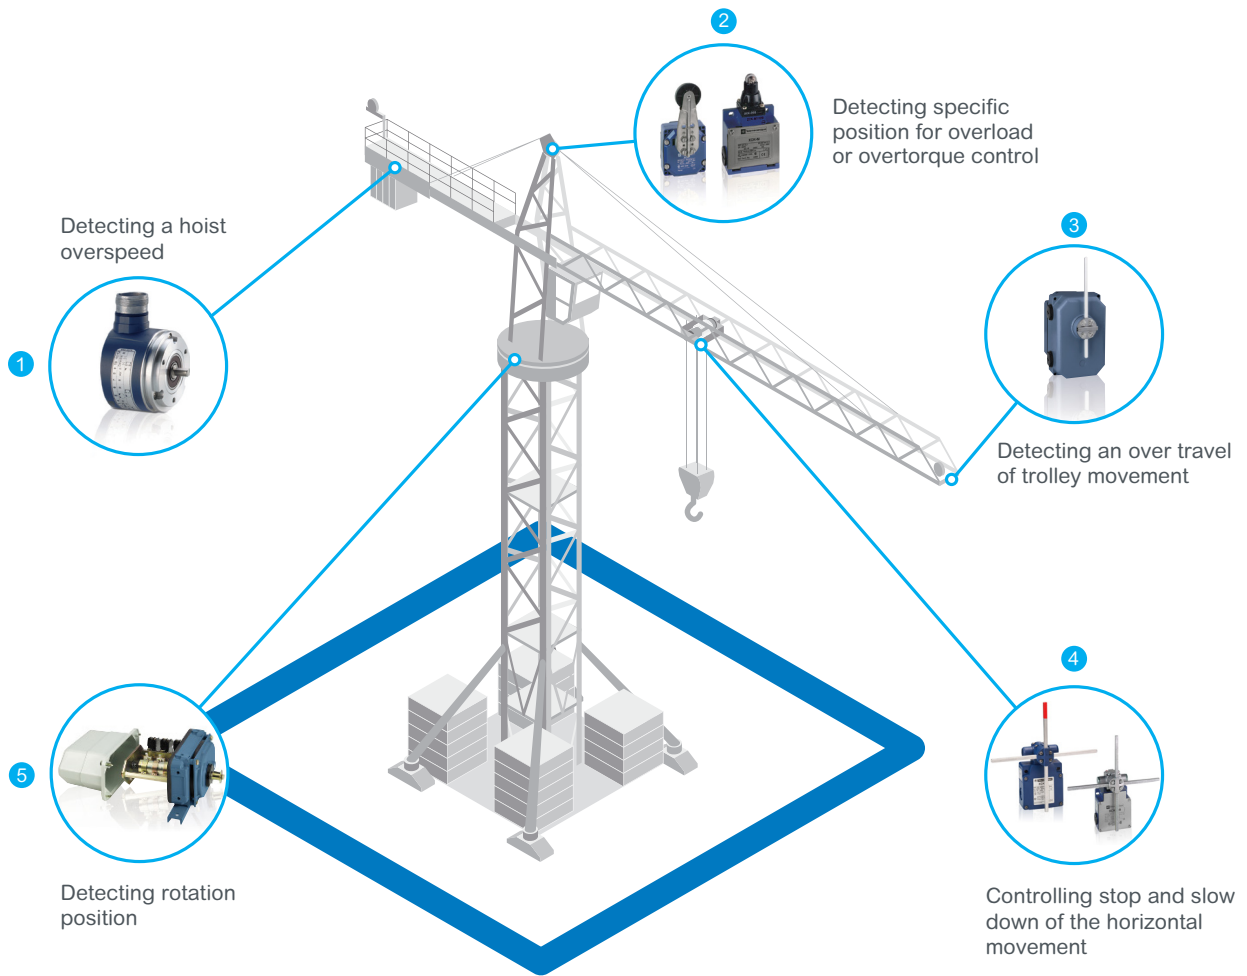 2
Detecting specific
position for overload
or overtorque control
Detecting a hoist
overspeed
1
3
Detecting an over travel
of trolley movement
4
Controlling stop and slow
down of the horizontal
movement
5
Detecting rotation
position